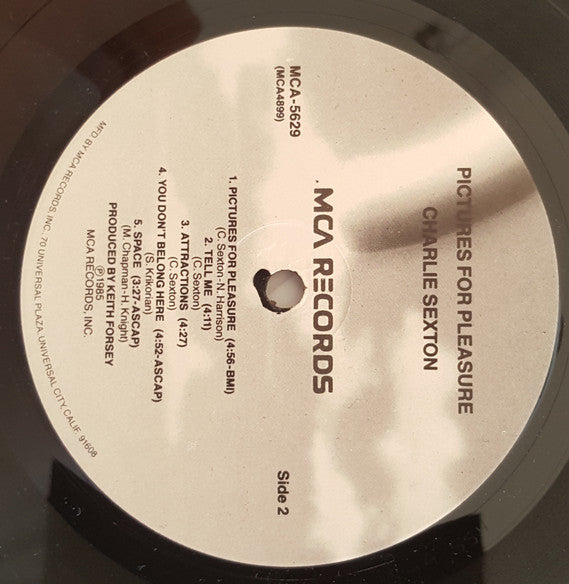 PICTURES FOR PLEASURE
CHARLIE SEXTON
MCA RECORDS
MCA-5629
(MCA4899)
Side 2
1. PICTURES FOR PLEASURE (4:56-BMI)
(C. Sexton-N. Harrison)
2. TELL ME (4:11)
(C. Sexton)
3. ATTRACTIONS (4:27)
(C. Sexton)
4. YOU DON'T BELONG HERE (4:52-ASCAP)
(S. Krikorian)
5. SPACE (3:27-ASCAP)
(M. Chapman-H. Knight)
PRODUCED BY KEITH FORSEY
℗1985
MCA RECORDS, INC.
MFD BY MCA RECORDS, INC. 70 UNIVERSAL PLAZA, UNIVERSAL CITY, CALIF. 91608